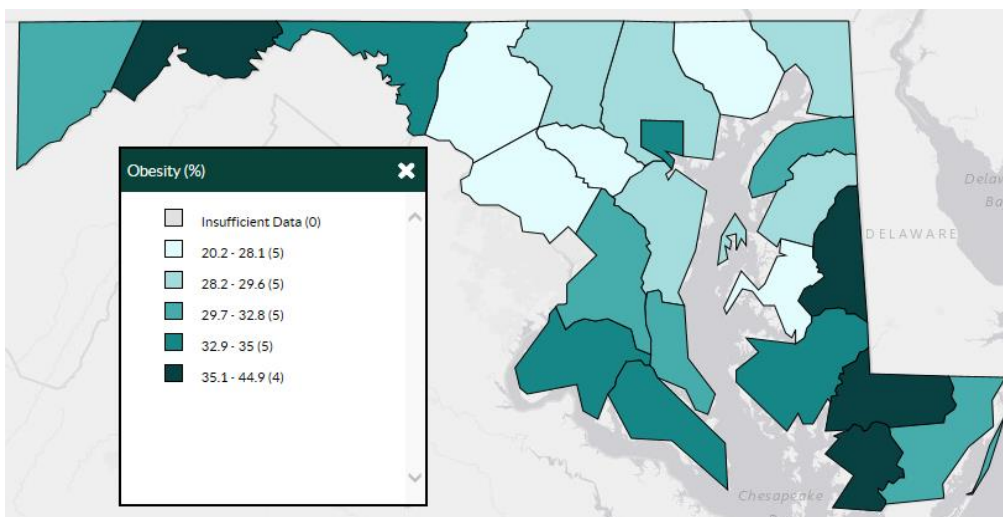 Obesity (%)
Insufficient Data (0)
20.2 - 28.1 (5)
28.2 - 29.6 (5)
29.7 - 32.8 (5)
32.9 - 35 (5)
35.1 - 44.9 (4)
Ba
DELAWARE
Chesapeake